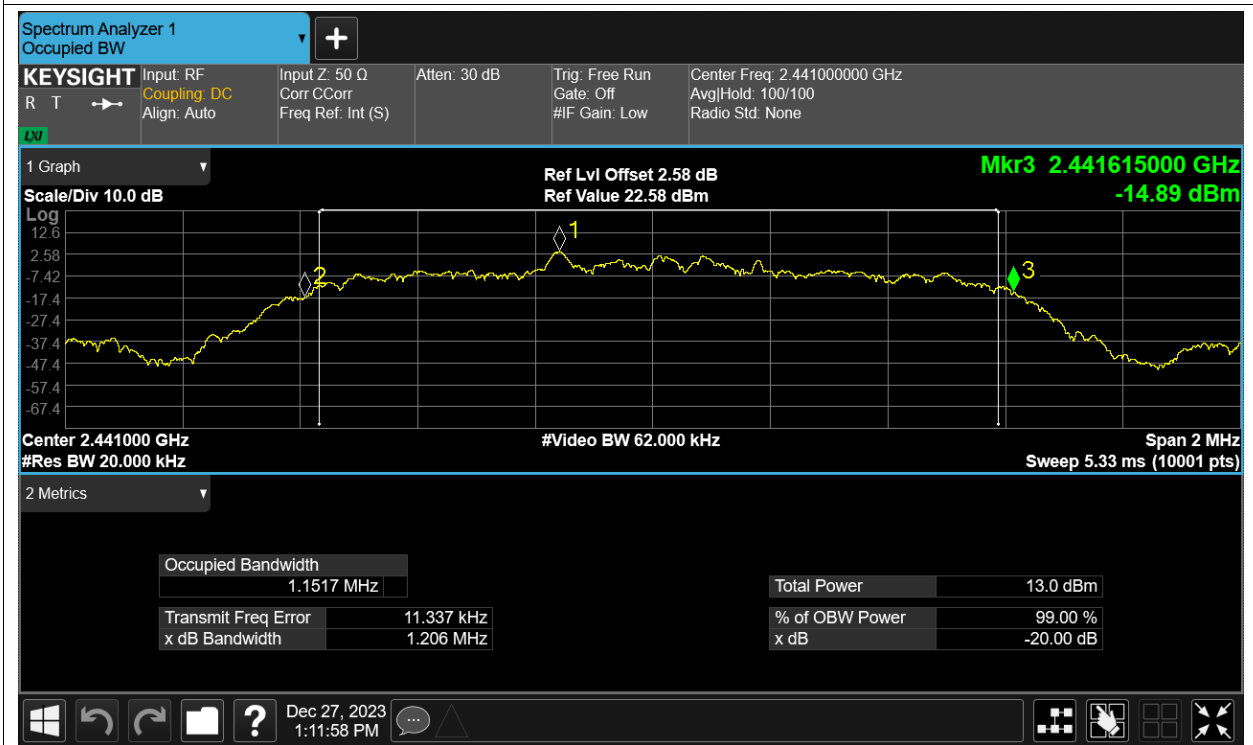 Spectrum Analyzer 1
Occupied BW
KEYSIGHT
R T
LXI
Input: RF
Coupling: DC
Align: Auto
Input Z: 50 Ω
Corr CCorr
Freq Ref: Int (S)
Atten: 30 dB
Trig: Free Run
Gate: Off
#IF Gain: Low
Center Freq: 2.441000000 GHz
Avg|Hold: 100/100
Radio Std: None
1 Graph
Scale/Div 10.0 dB
Ref Lvl Offset 2.58 dB
Ref Value 22.58 dBm
Mkr3 2.441615000 GHz
-14.89 dBm
Log
12.6
2.58
-7.42
-17.4
-27.4
-37.4
-47.4
-57.4
-67.4
1
2
3
Center 2.441000 GHz
#Res BW 20.000 kHz
#Video BW 62.000 kHz
Span 2 MHz
Sweep 5.33 ms (10001 pts)
2 Metrics
Occupied Bandwidth
1.1517 MHz
Transmit Freq Error 11.337 kHz
x dB Bandwidth 1.206 MHz
Total Power 13.0 dBm
% of OBW Power 99.00 %
x dB -20.00 dB
Dec 27, 2023
1:11:58 PM